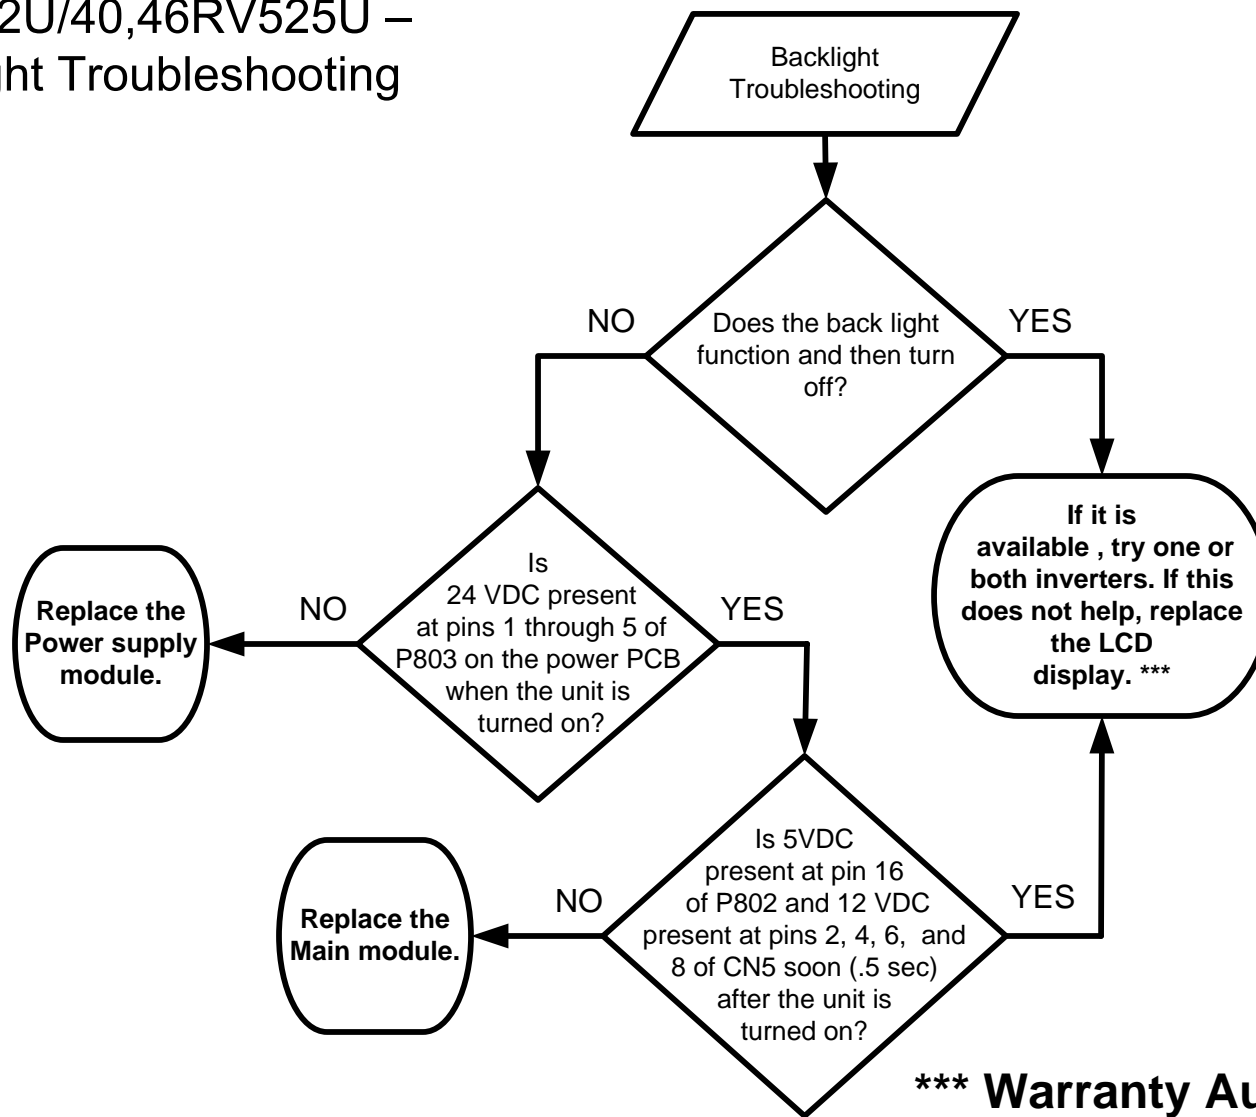 2U/40,46RV525U –
ht Troubleshooting
Backlight
Troubleshooting
NO
Does the back light
function and then turn
off?
YES
If it is
available , try one or
both inverters. If this
does not help, replace
the LCD
display. ***
Is
24 VDC present
at pins 1 through 5 of
P803 on the power PCB
when the unit is
turned on?
NO
YES
Replace the
Power supply
module.
Is 5VDC
present at pin 16
of P802 and 12 VDC
present at pins 2, 4, 6, and
8 of CN5 soon (.5 sec)
after the unit is
turned on?
NO
YES
Replace the
Main module.
*** Warranty Au